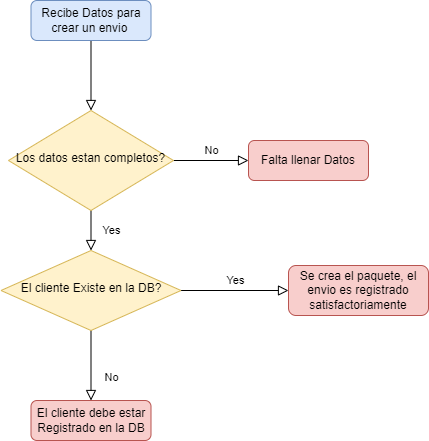 Recibe Datos para
crear un envio
Los datos estan completos?
No
Falta llenar Datos
Yes
El cliente Existe en la DB?
Yes
Se crea el paquete, el
envio es registrado
satisfactoriamente
No
El cliente debe estar
Registrado en la DB